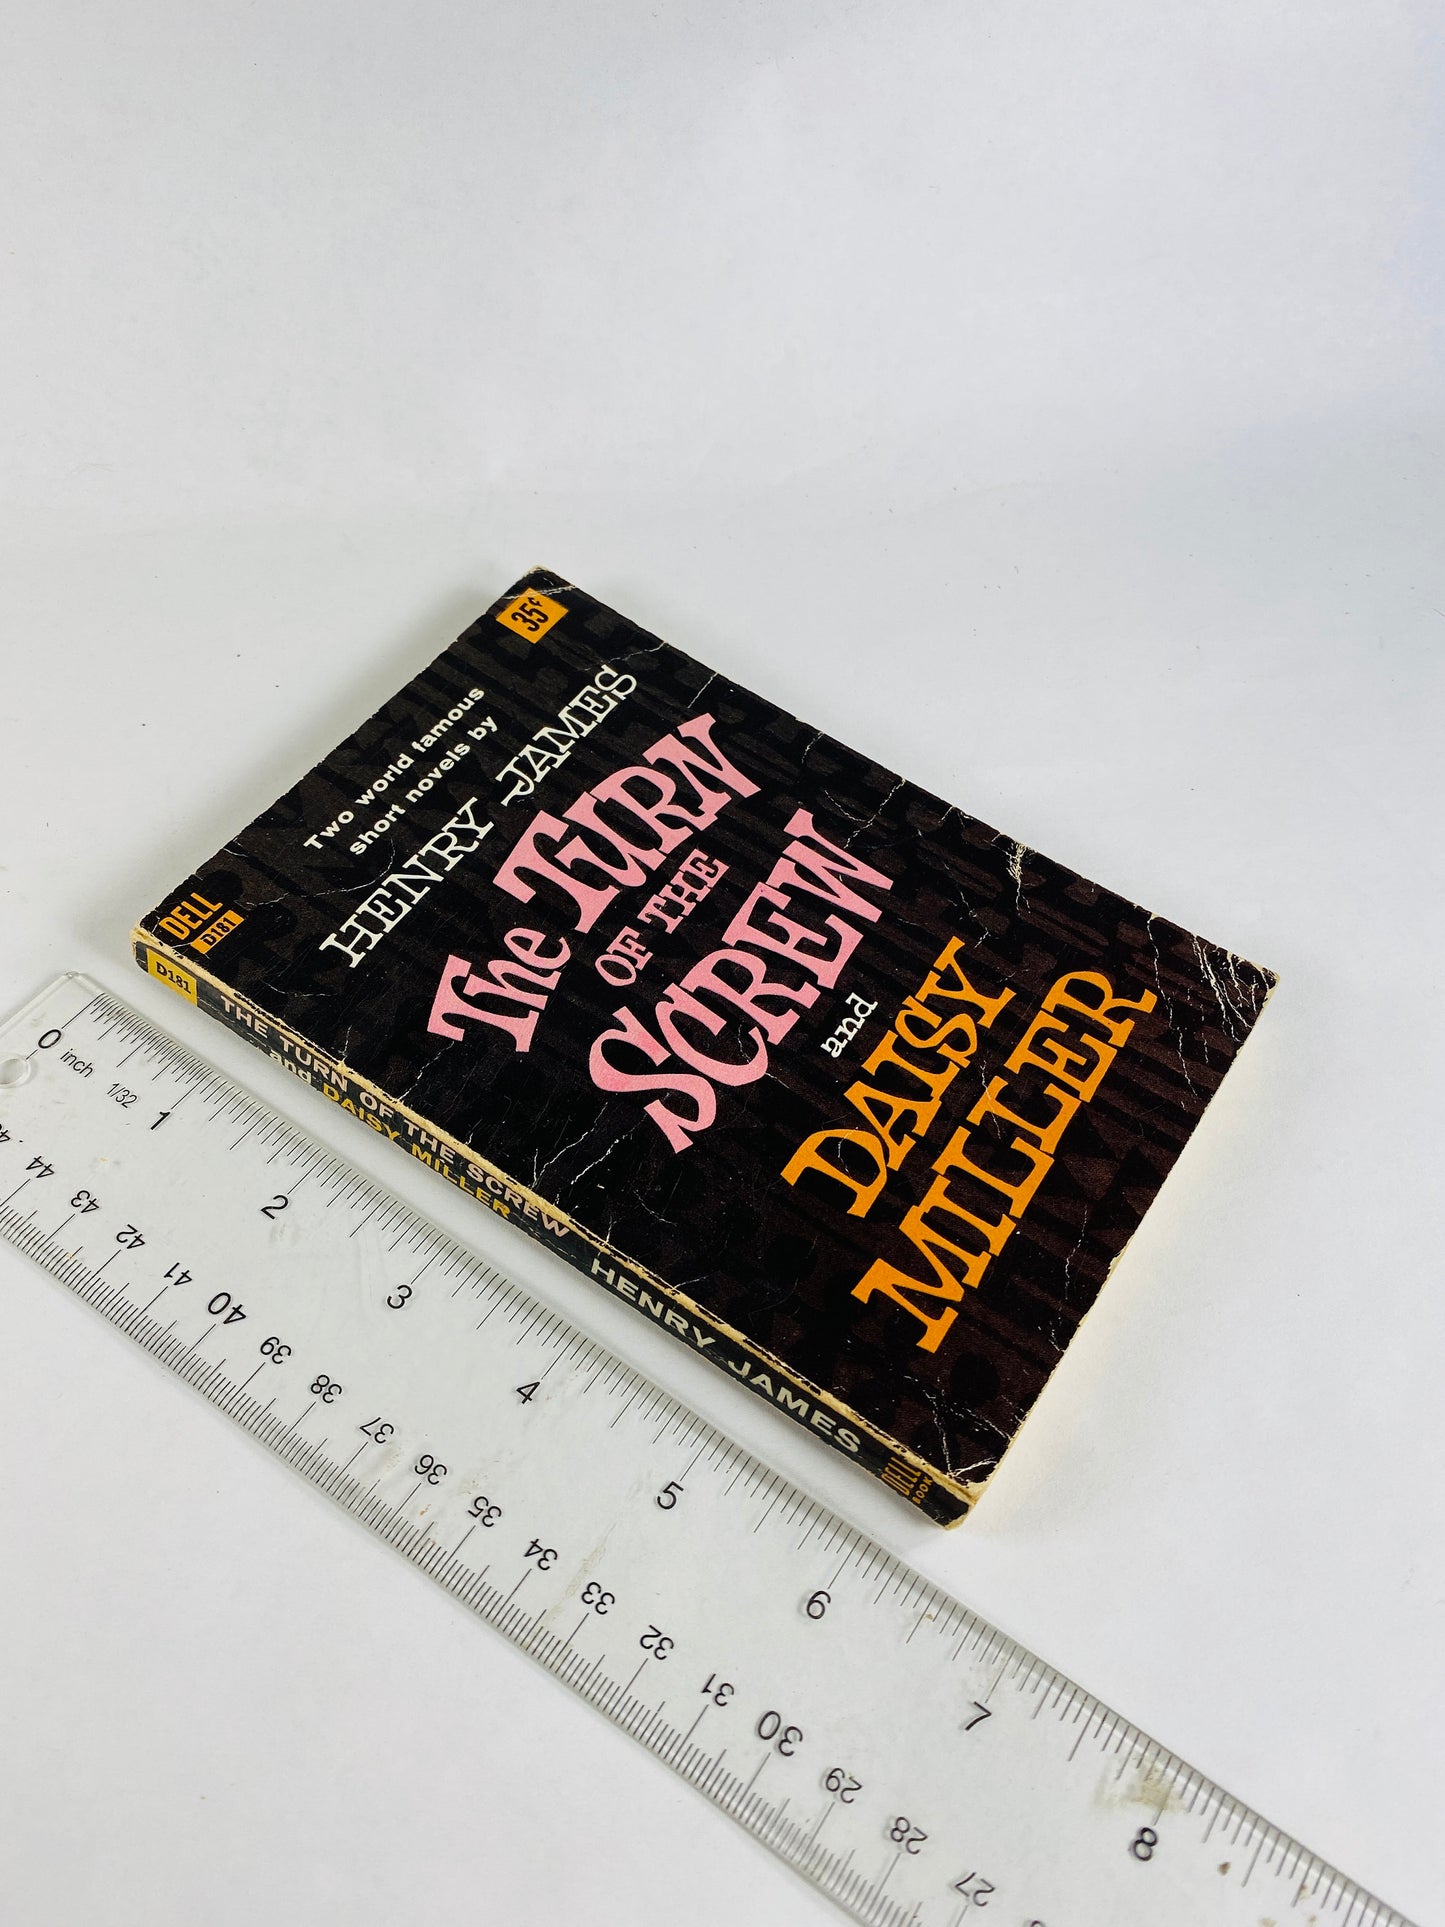 35¢
Two world famous
short novels by
HENRY JAMES
The TURN
OF THE
SCREW
and
DAISY
MILLER
DELL
D181
D181
THE TURN OF THE SCREW
and DAISY MILLER
HENRY JAMES
DELL
BOOK
0 inch 1/32 1 2 3 4 5 6 7 8
44 43 42 41 40 39 38 37 36 35 34 33 32 31 30 29 28 27